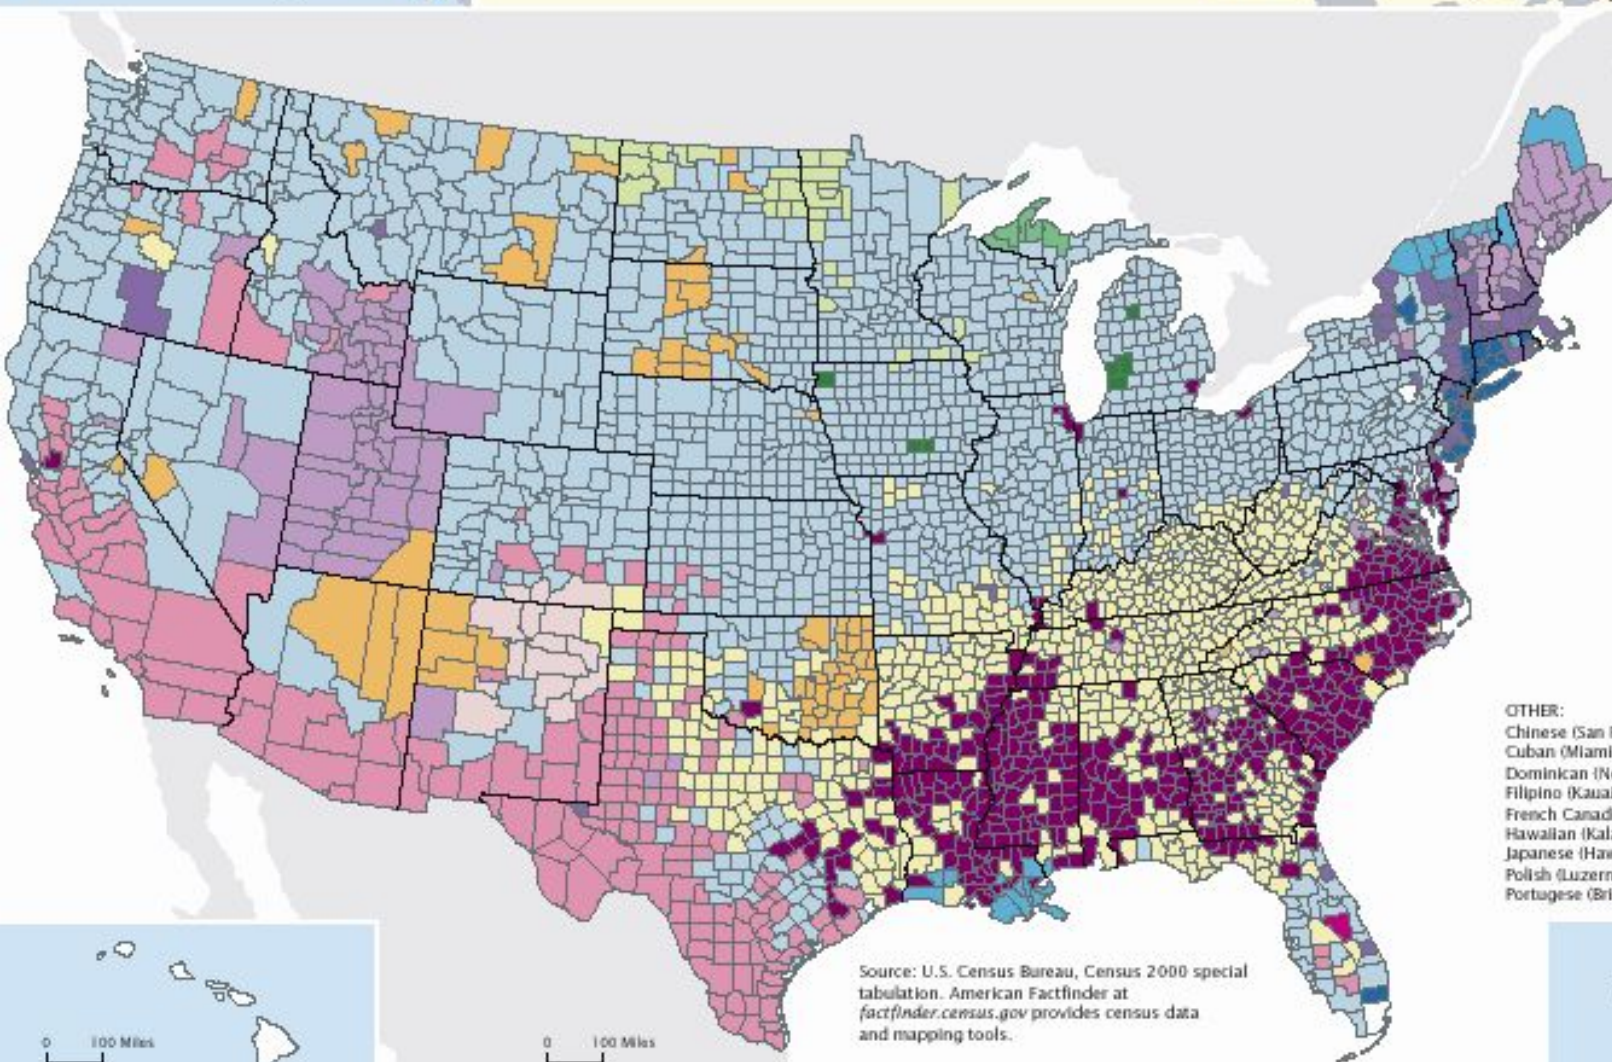 OTHER:
Chinese (San
Cuban (Miami
Dominican (N
Filipino (Kaua
French Canad
Hawaiian (Kal
Japanese (Haw
Polish (Luzern
Portugese (Bri
Source: U.S. Census Bureau, Census 2000 special
tabulation. American Factfinder at
factfinder.census.gov provides census data
and mapping tools.
0 100 Miles
0 100 Miles